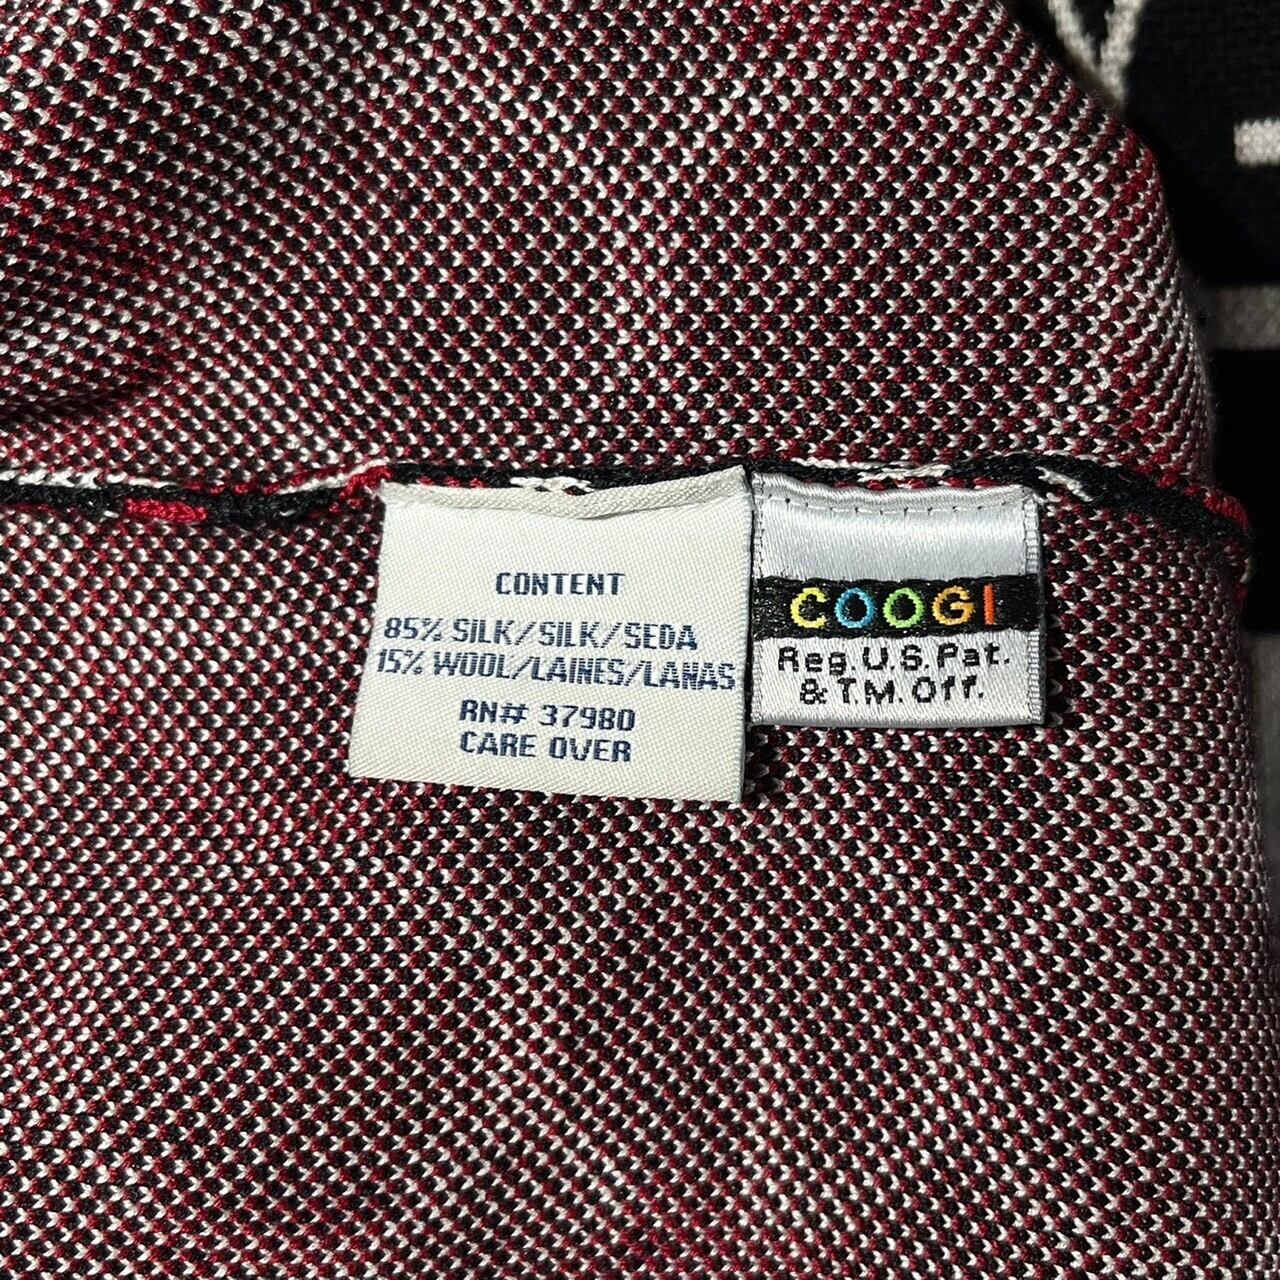 CONTENT
85% SILK/SILK/SEDA
15% WOOL/LAINES/LANAS
RN# 37980
CARE OVER
COOGI
Reg.U.S.Pat.
& T.M.Off.